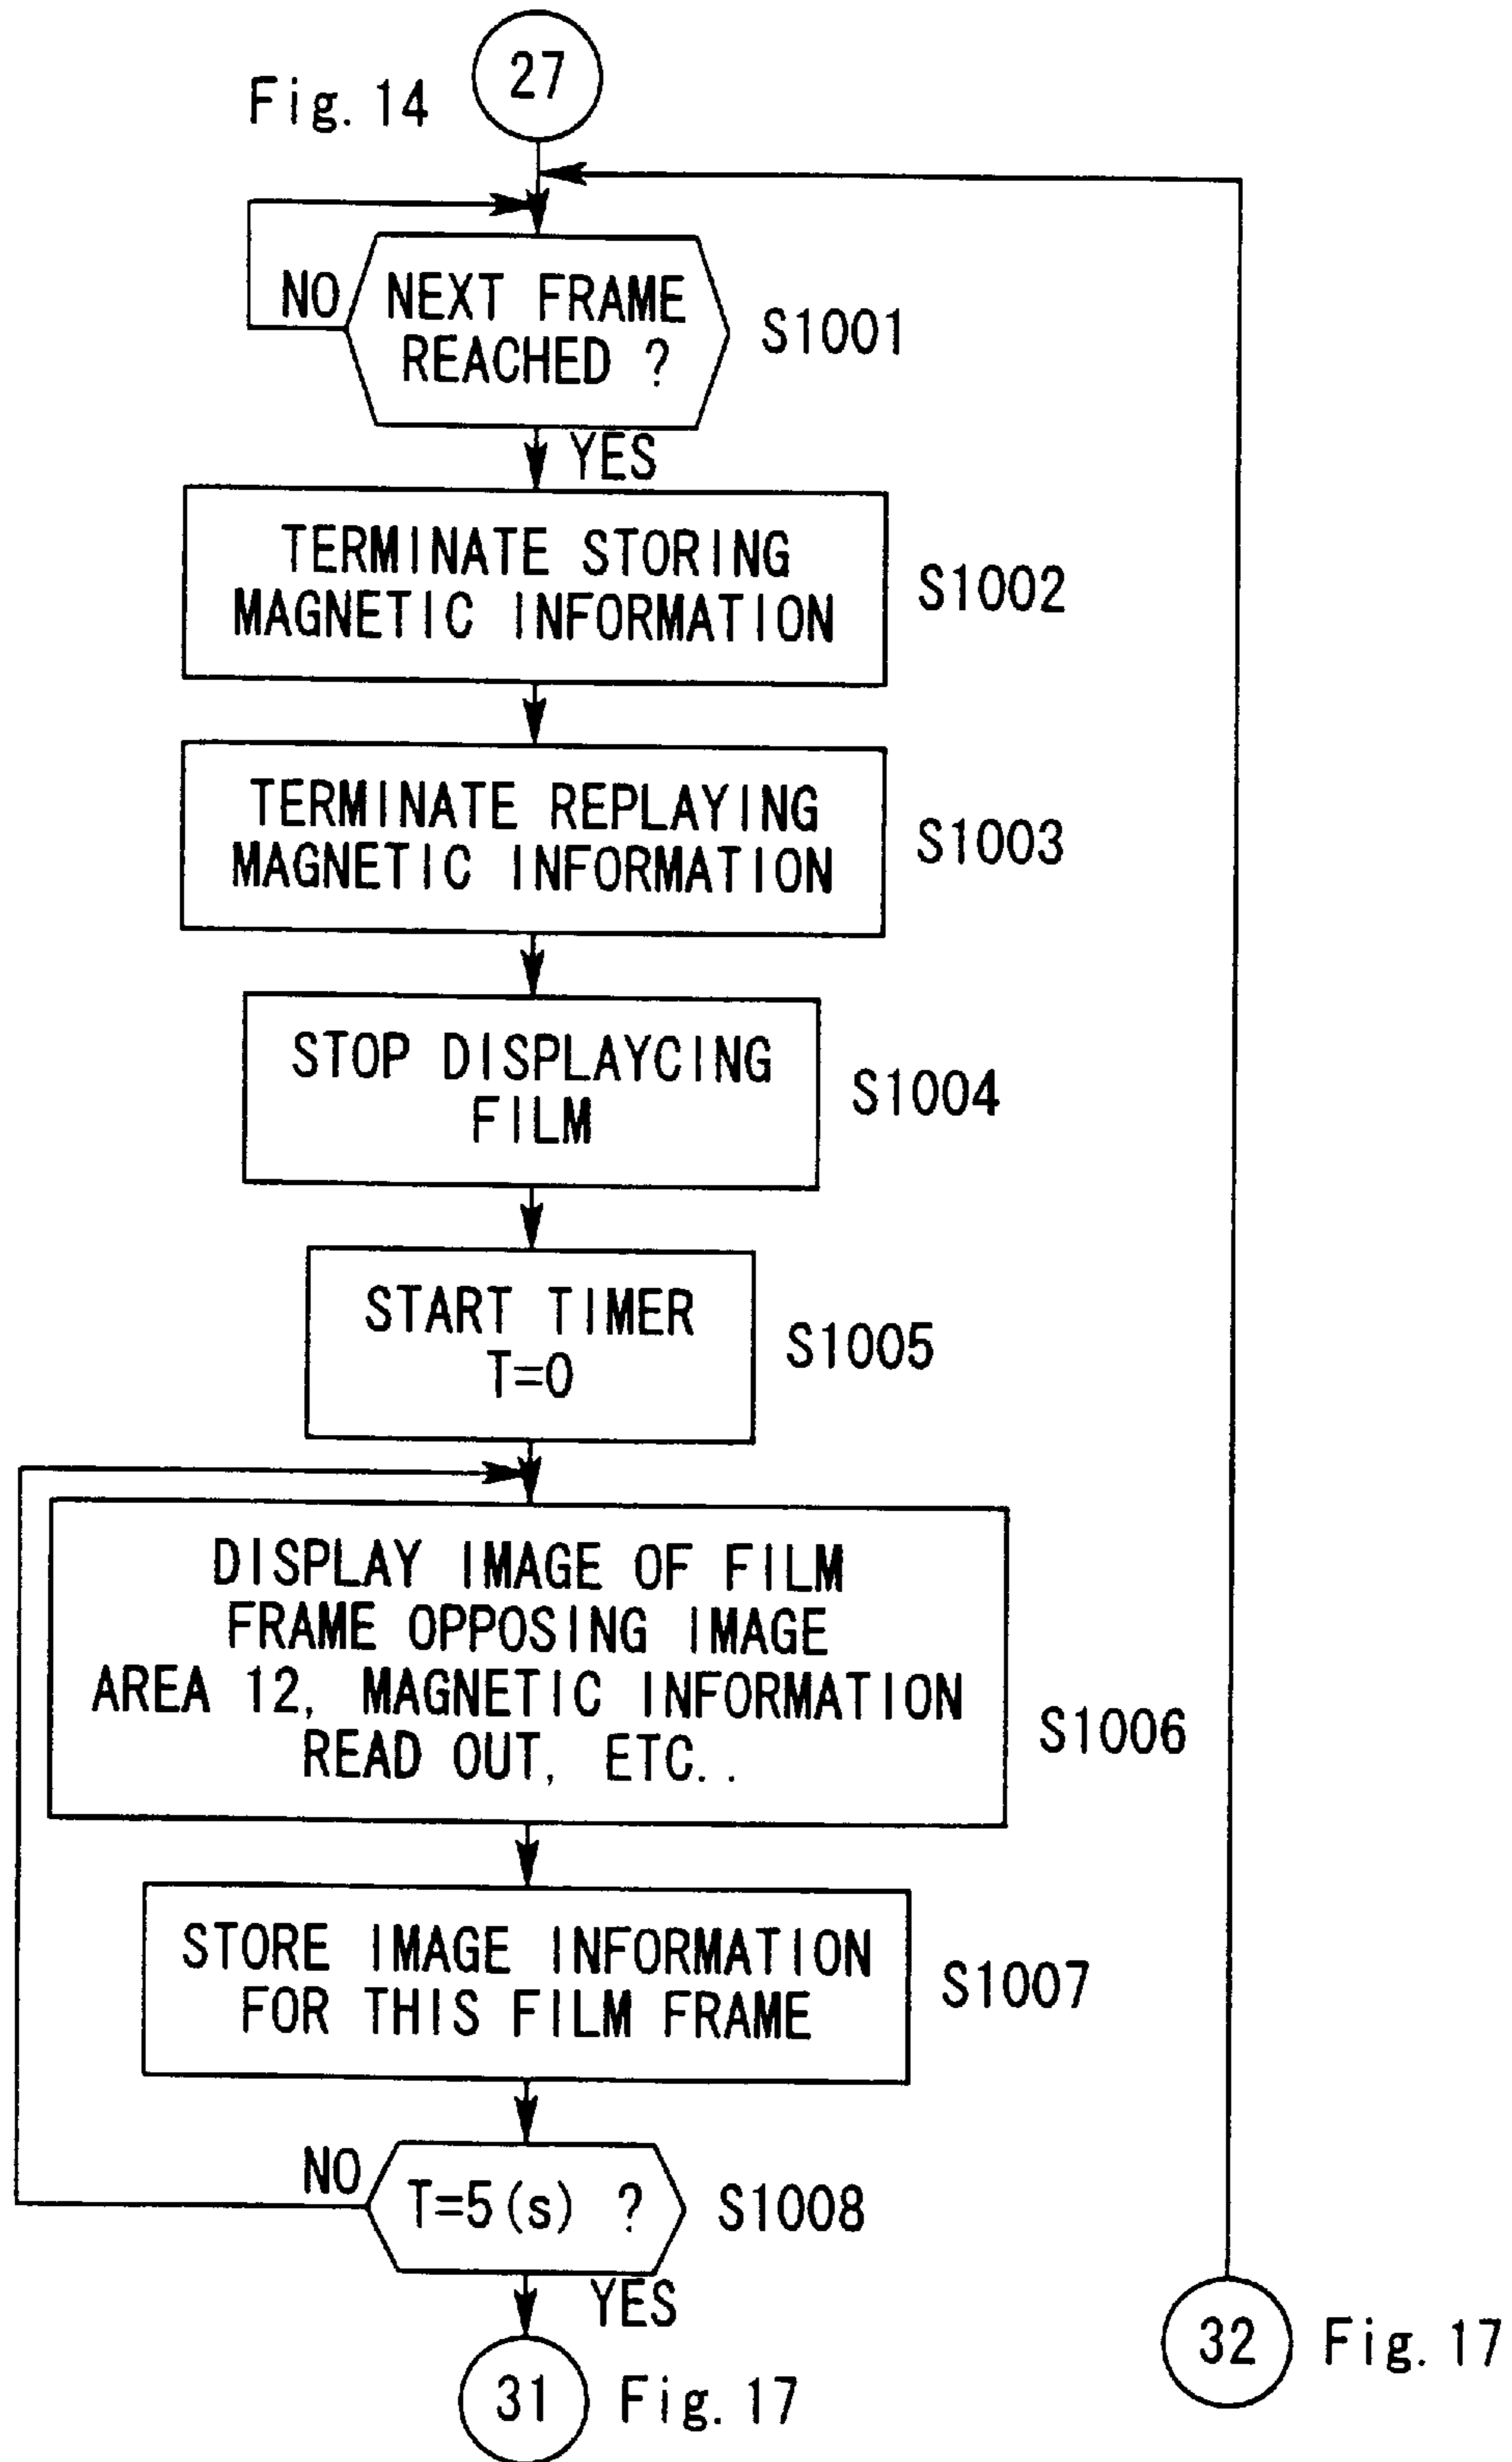 27
Fig. 14
NO
NEXT FRAME
REACHED ?
S1001
YES
TERMINATE STORING
MAGNETIC INFORMATION
S1002
TERMINATE REPLAYING
MAGNETIC INFORMATION
S1003
STOP DISPLAYCING
FILM
S1004
START TIMER
T=0
S1005
DISPLAY IMAGE OF FILM
FRAME OPPOSING IMAGE
AREA 12, MAGNETIC INFORMATION
READ OUT, ETC..
S1006
STORE IMAGE INFORMATION
FOR THIS FILM FRAME
S1007
NO
T=5(s) ?
S1008
YES
31
Fig. 17
32
Fig. 17